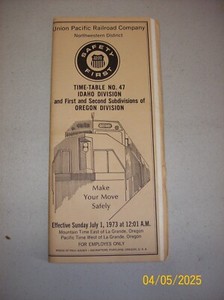 Union Pacific Railroad Company
Northwestern District
SAFETY
FIRST
TIME-TABLE NO. 47
IDAHO DIVISION
and First and Second Subdivisions of
OREGON DIVISION
Make
Your Move
Safely
Effective Sunday July 1, 1973 at 12:01 A.M.
Mountain Time East of La Grande, Oregon
Pacific Time West of La Grande, Oregon
FOR EMPLOYES ONLY
04/05/2025